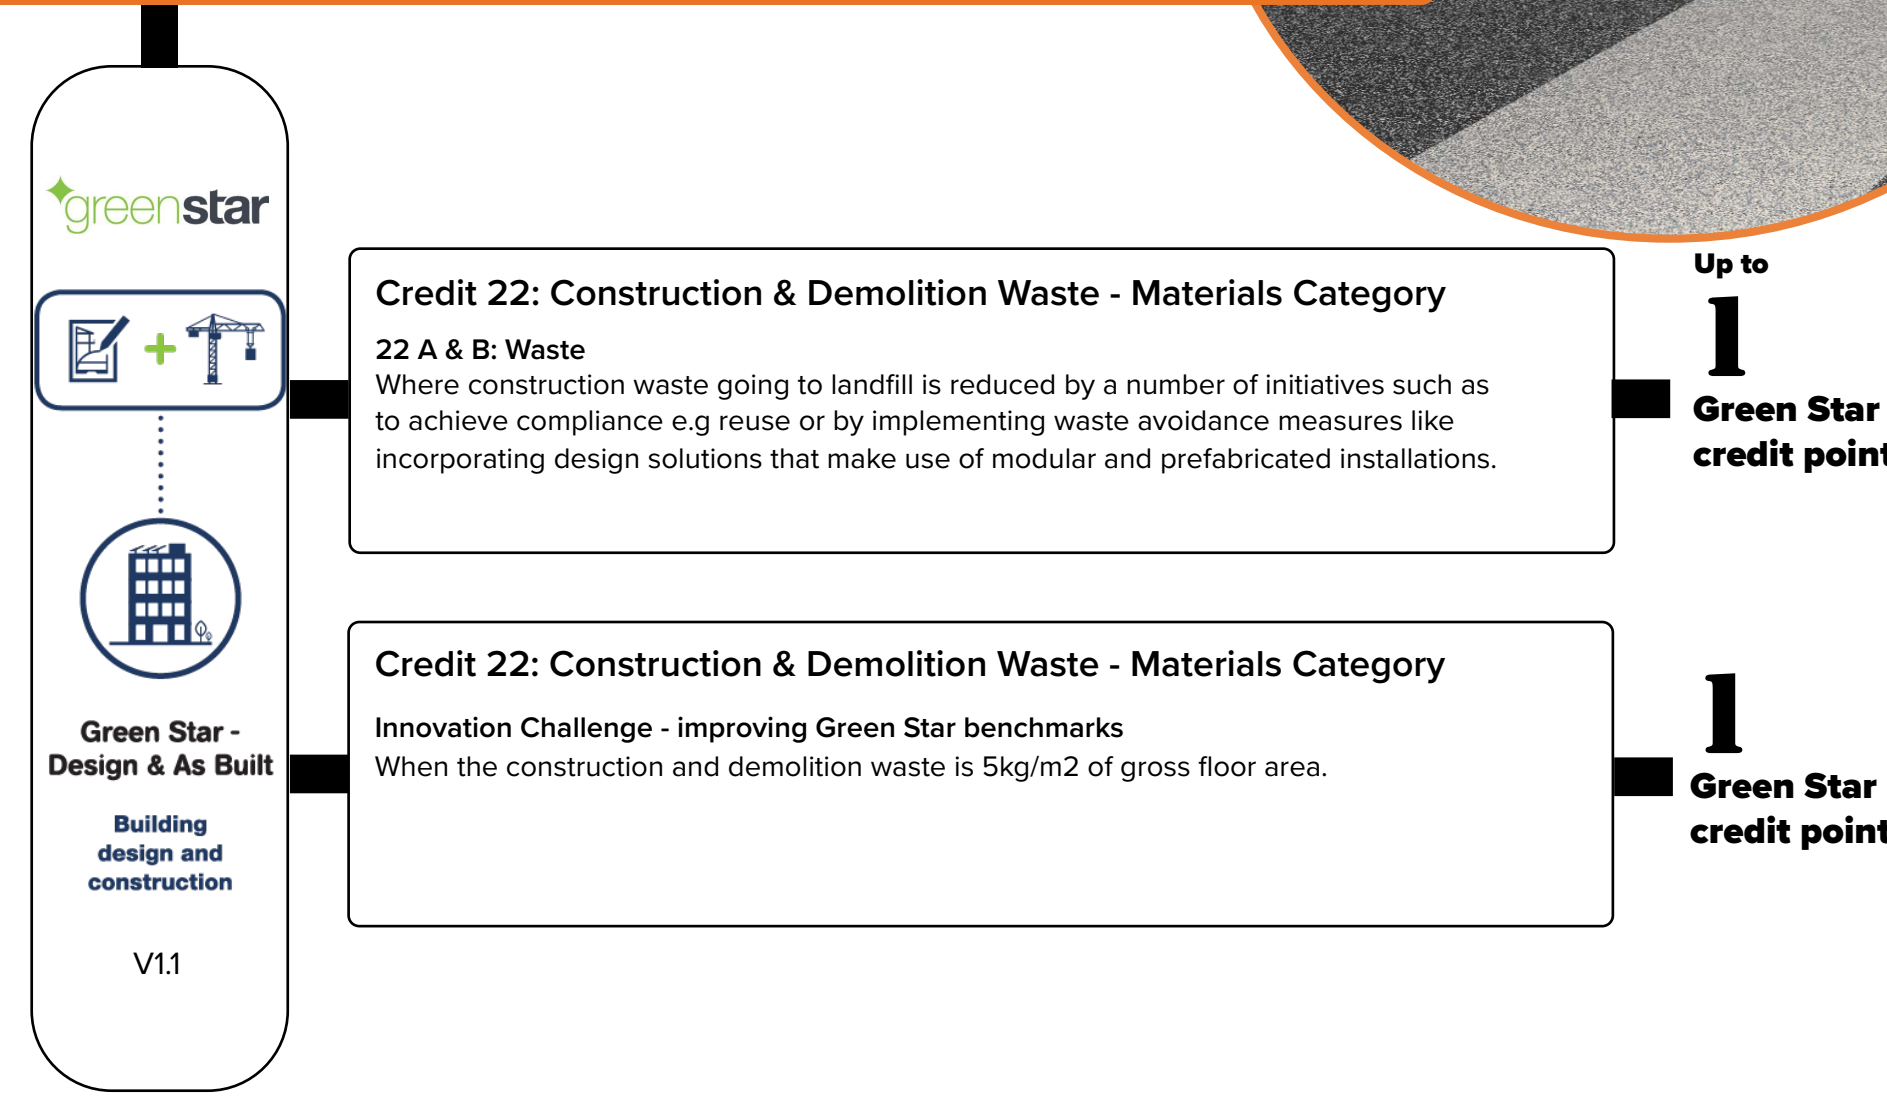 greenstar
Green Star -
Design & As Built
Building
design and
construction
V1.1
Credit 22: Construction & Demolition Waste - Materials Category
22 A & B: Waste
Where construction waste going to landfill is reduced by a number of initiatives such as
to achieve compliance e.g reuse or by implementing waste avoidance measures like
incorporating design solutions that make use of modular and prefabricated installations.
Up to
1
Green Star
credit point
Credit 22: Construction & Demolition Waste - Materials Category
Innovation Challenge - improving Green Star benchmarks
When the construction and demolition waste is 5kg/m2 of gross floor area.
1
Green Star
credit point